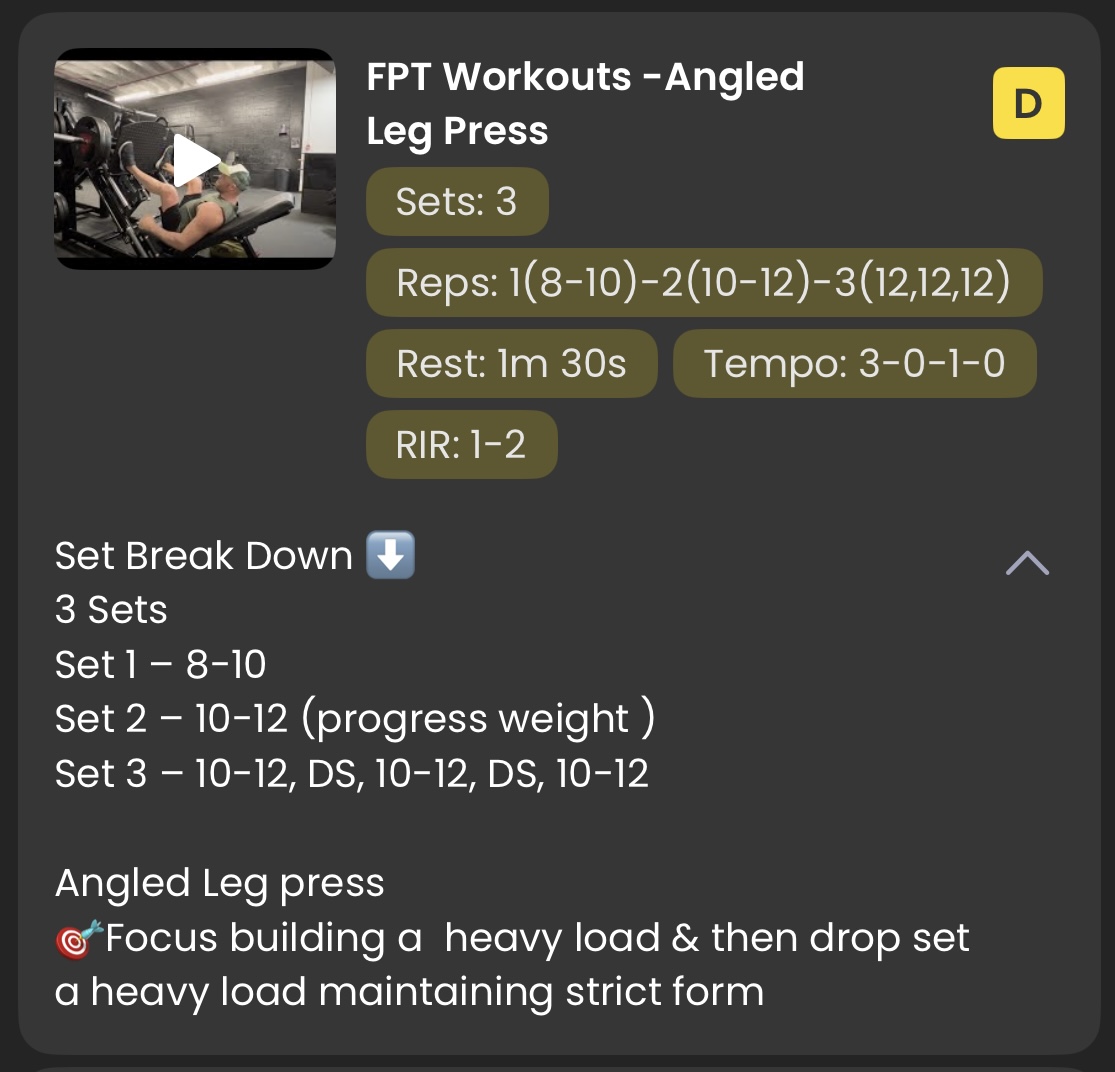 FPT Workouts -Angled
Leg Press
D
Sets: 3
Reps: 1(8-10)-2(10-12)-3(12,12,12)
Rest: 1m 30s
Tempo: 3-0-1-0
RIR: 1-2
Set Break Down ⬇️
3 Sets
Set 1 – 8-10
Set 2 – 10-12 (progress weight )
Set 3 – 10-12, DS, 10-12, DS, 10-12
Angled Leg press
🎯Focus building a  heavy load & then drop set
a heavy load maintaining strict form